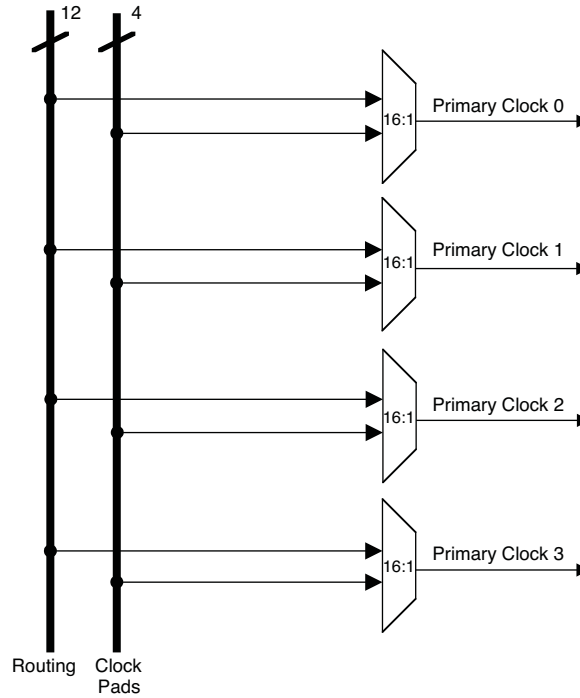 12
4
16:1
Primary Clock 0
16:1
Primary Clock 1
16:1
Primary Clock 2
16:1
Primary Clock 3
Routing
Clock
Pads